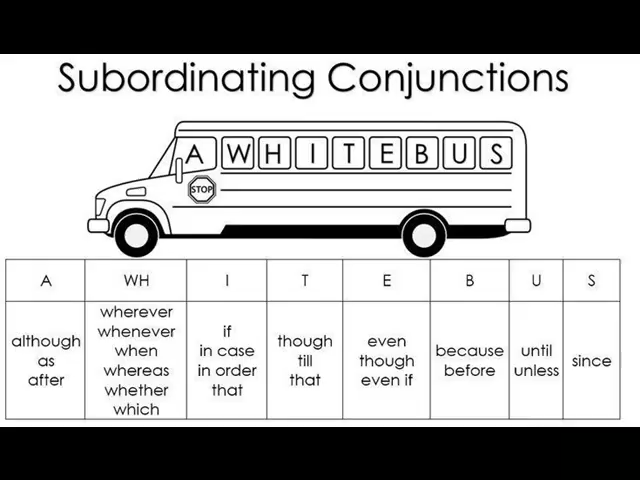 Subordinating Conjunctions
A WHITEBUS
STOP
A WH I T E B U S
although
as
after
wherever
whenever
when
whereas
whether
which
if
in case
in order
that
though
till
that
even
though
even if
because
before
until
unless
since